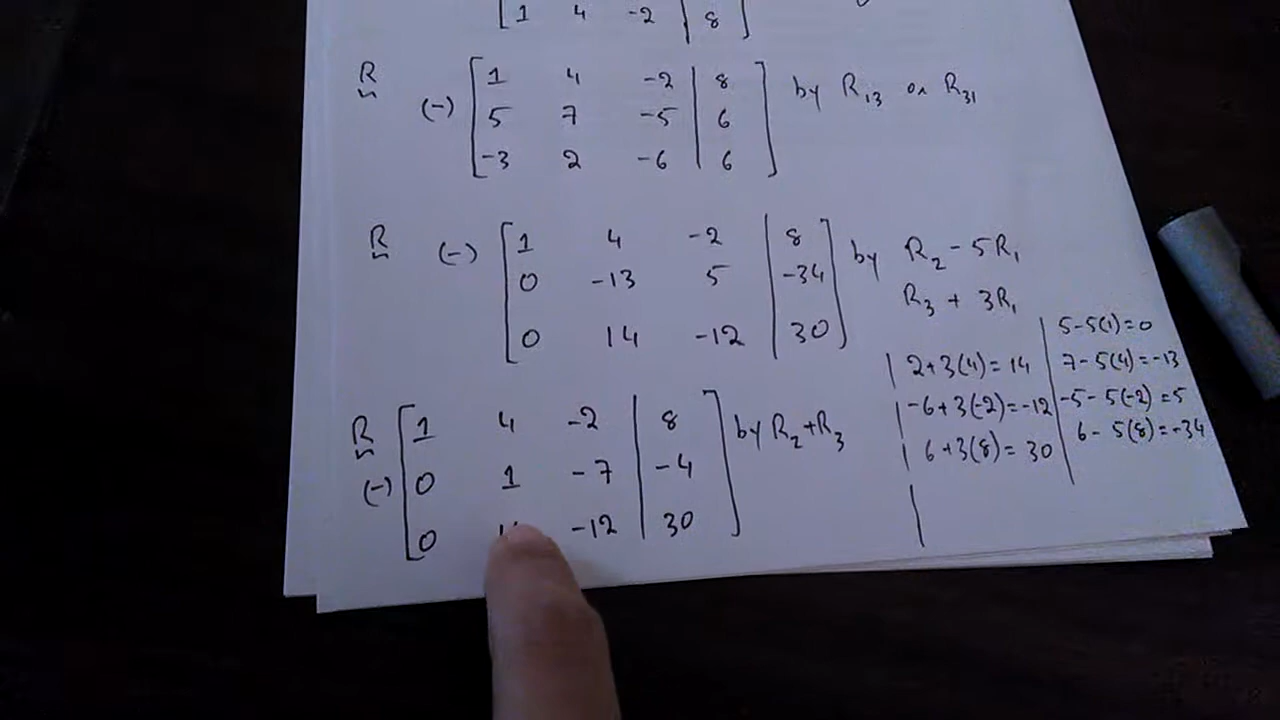 1 4 -2 | 8
R (-) 1 4 -2 | 8 by R13 or R31
5 7 -5 | 6
-3 2 -6 | 6
R (-) 1 4 -2 | 8 by R2 - 5R1
0 -13 5 | -34 R3 + 3R1
0 14 -12 | 30
5-5(1)=0
2+3(4)=14 7-5(4)=-13
-6+3(-2)=-12 -5-5(-2)=5
6+3(8)=30 6-5(8)=-34
R (-) 1 4 -2 | 8 by R2+R3
0 1 -7 | -4
0 -12 | 30